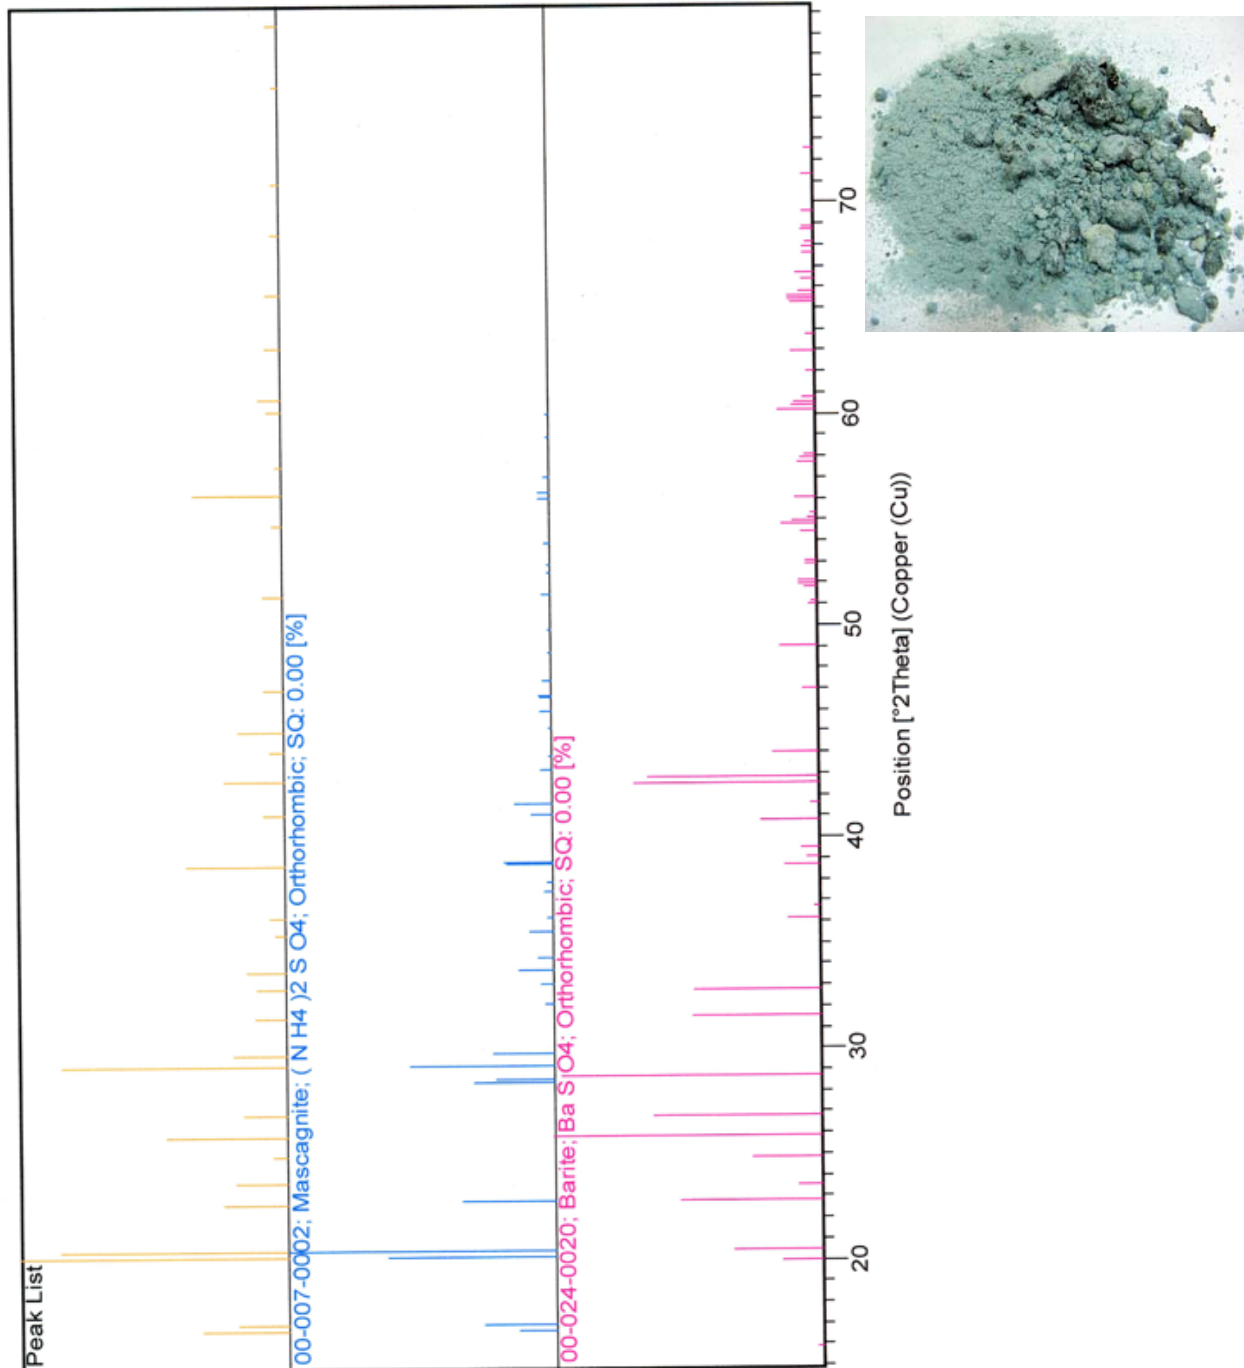 Peak List
00-007-0002; Mascagnite; ( N H4 )2 S O4; Orthorhombic; SQ: 0.00 [%]
00-024-0020; Barite; Ba S O4; Orthorhombic; SQ: 0.00 [%]
20
30
40
50
60
70
Position [°2Theta] (Copper (Cu))